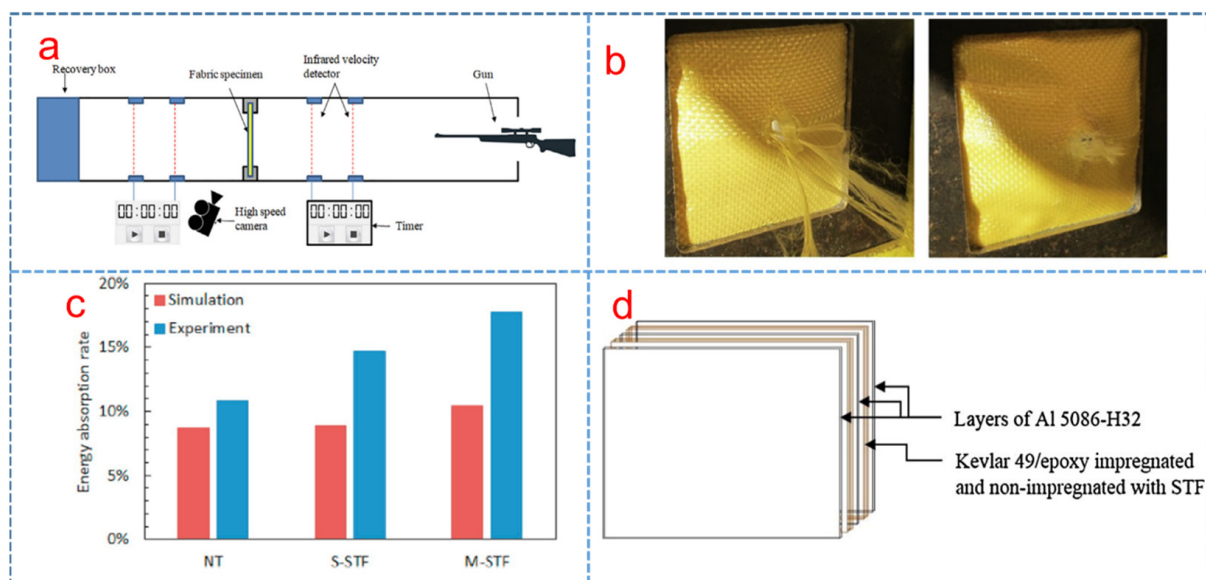 a
Recovery box
Fabric specimen
Infrared velocity
detector
Gun
00:00:00
High speed
camera
00:00:00
Timer
b
c
20%
Simulation
Experiment
15%
10%
5%
0%
Energy absorption rate
NT
S-STF
M-STF
d
Layers of Al 5086-H32
Kevlar 49/epoxy impregnated
and non-impregnated with STF